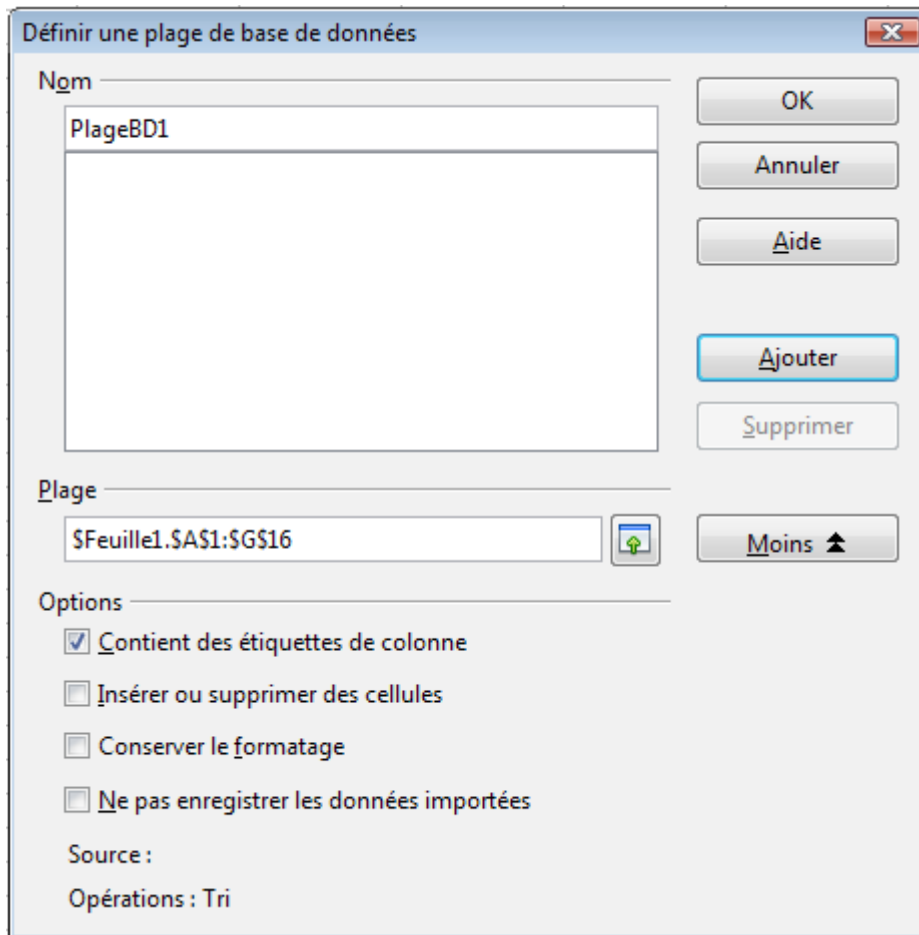 Définir une plage de base de données
Nom
PlageBD1
OK
Annuler
Aide
Ajouter
Supprimer
Plage
$Feuille1.$A$1:$G$16
Moins
Options
Contient des étiquettes de colonne
Insérer ou supprimer des cellules
Conserver le formatage
Ne pas enregistrer les données importées
Source :
Opérations : Tri